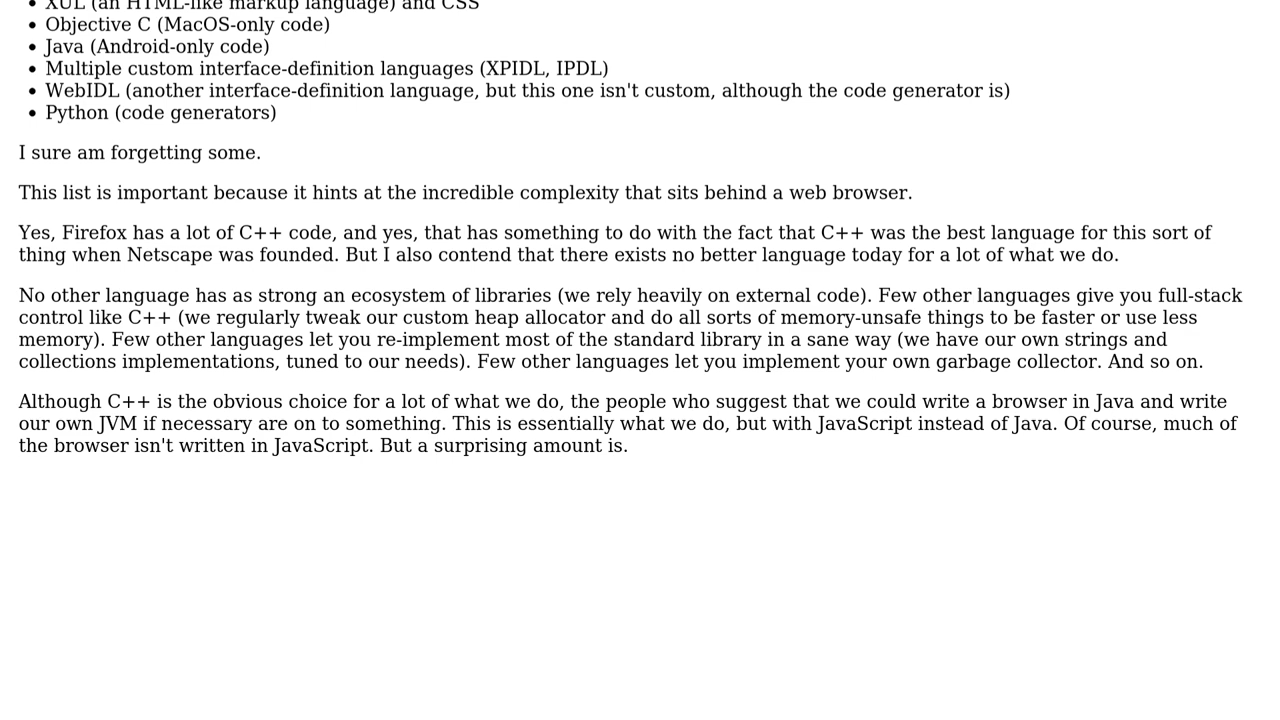 • XUL (an HTML-like markup language) and CSS
• Objective C (MacOS-only code)
• Java (Android-only code)
• Multiple custom interface-definition languages (XPIDL, IPDL)
• WebIDL (another interface-definition language, but this one isn't custom, although the code generator is)
• Python (code generators)
I sure am forgetting some.
This list is important because it hints at the incredible complexity that sits behind a web browser.
Yes, Firefox has a lot of C++ code, and yes, that has something to do with the fact that C++ was the best language for this sort of
thing when Netscape was founded. But I also contend that there exists no better language today for a lot of what we do.
No other language has as strong an ecosystem of libraries (we rely heavily on external code). Few other languages give you full-stack
control like C++ (we regularly tweak our custom heap allocator and do all sorts of memory-unsafe things to be faster or use less
memory). Few other languages let you re-implement most of the standard library in a sane way (we have our own strings and
collections implementations, tuned to our needs). Few other languages let you implement your own garbage collector. And so on.
Although C++ is the obvious choice for a lot of what we do, the people who suggest that we could write a browser in Java and write
our own JVM if necessary are on to something. This is essentially what we do, but with JavaScript instead of Java. Of course, much of
the browser isn't written in JavaScript. But a surprising amount is.